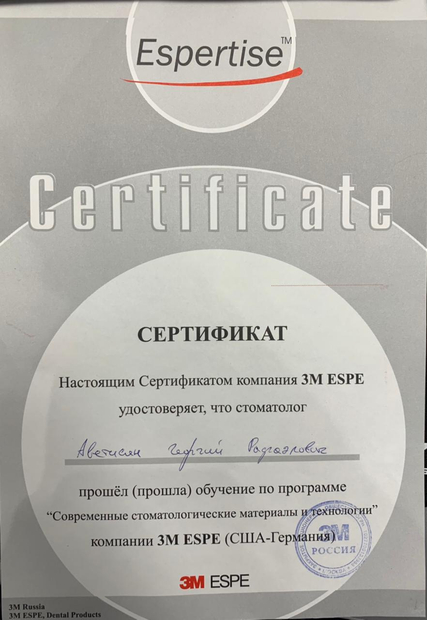 Espertise™
Certificate
СЕРТИФИКАТ
Настоящим Сертификатом компания 3M ESPE
удостоверяет, что стоматолог
Аветисян Георгий Рафаэлович
прошёл (прошла) обучение по программе
“Современные стоматологические материалы и технологии”
компании 3M ESPE (США-Германия)
3M
РОССИЯ
3M ESPE
3M Russia
3M ESPE, Dental Products